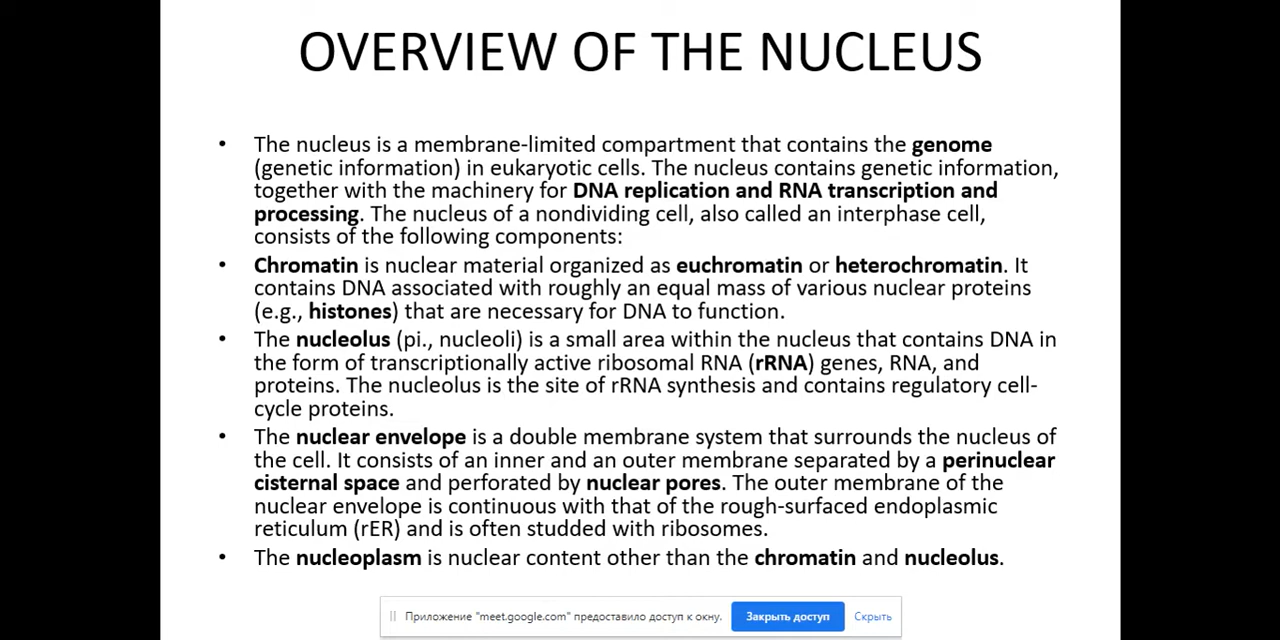 OVERVIEW OF THE NUCLEUS
• The nucleus is a membrane-limited compartment that contains the genome
(genetic information) in eukaryotic cells. The nucleus contains genetic information,
together with the machinery for DNA replication and RNA transcription and
processing. The nucleus of a nondividing cell, also called an interphase cell,
consists of the following components:
• Chromatin is nuclear material organized as euchromatin or heterochromatin. It
contains DNA associated with roughly an equal mass of various nuclear proteins
(e.g., histones) that are necessary for DNA to function.
• The nucleolus (pi., nucleoli) is a small area within the nucleus that contains DNA in
the form of transcriptionally active ribosomal RNA (rRNA) genes, RNA, and
proteins. The nucleolus is the site of rRNA synthesis and contains regulatory cell-
cycle proteins.
• The nuclear envelope is a double membrane system that surrounds the nucleus of
the cell. It consists of an inner and an outer membrane separated by a perinuclear
cisternal space and perforated by nuclear pores. The outer membrane of the
nuclear envelope is continuous with that of the rough-surfaced endoplasmic
reticulum (rER) and is often studded with ribosomes.
• The nucleoplasm is nuclear content other than the chromatin and nucleolus.
Приложение "meet.google.com" предоставило доступ к окну. Закрыть доступ Скрыть